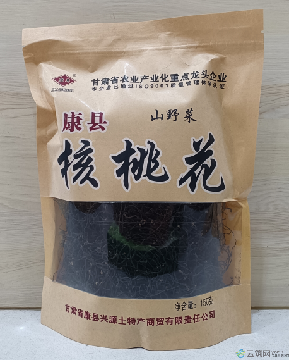 甘肃省农业产业化重点龙头企业
康县
山野菜
核桃花
甘肃省康县兴源土特产商贸有限责任公司